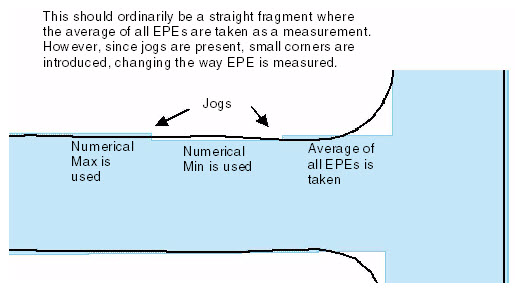 This should ordinarily be a straight fragment where
the average of all EPEs are taken as a measurement.
However, since jogs are present, small corners are
introduced, changing the way EPE is measured.
Jogs
Numerical
Max is
used
Numerical
Min is used
Average of
all EPEs is
taken